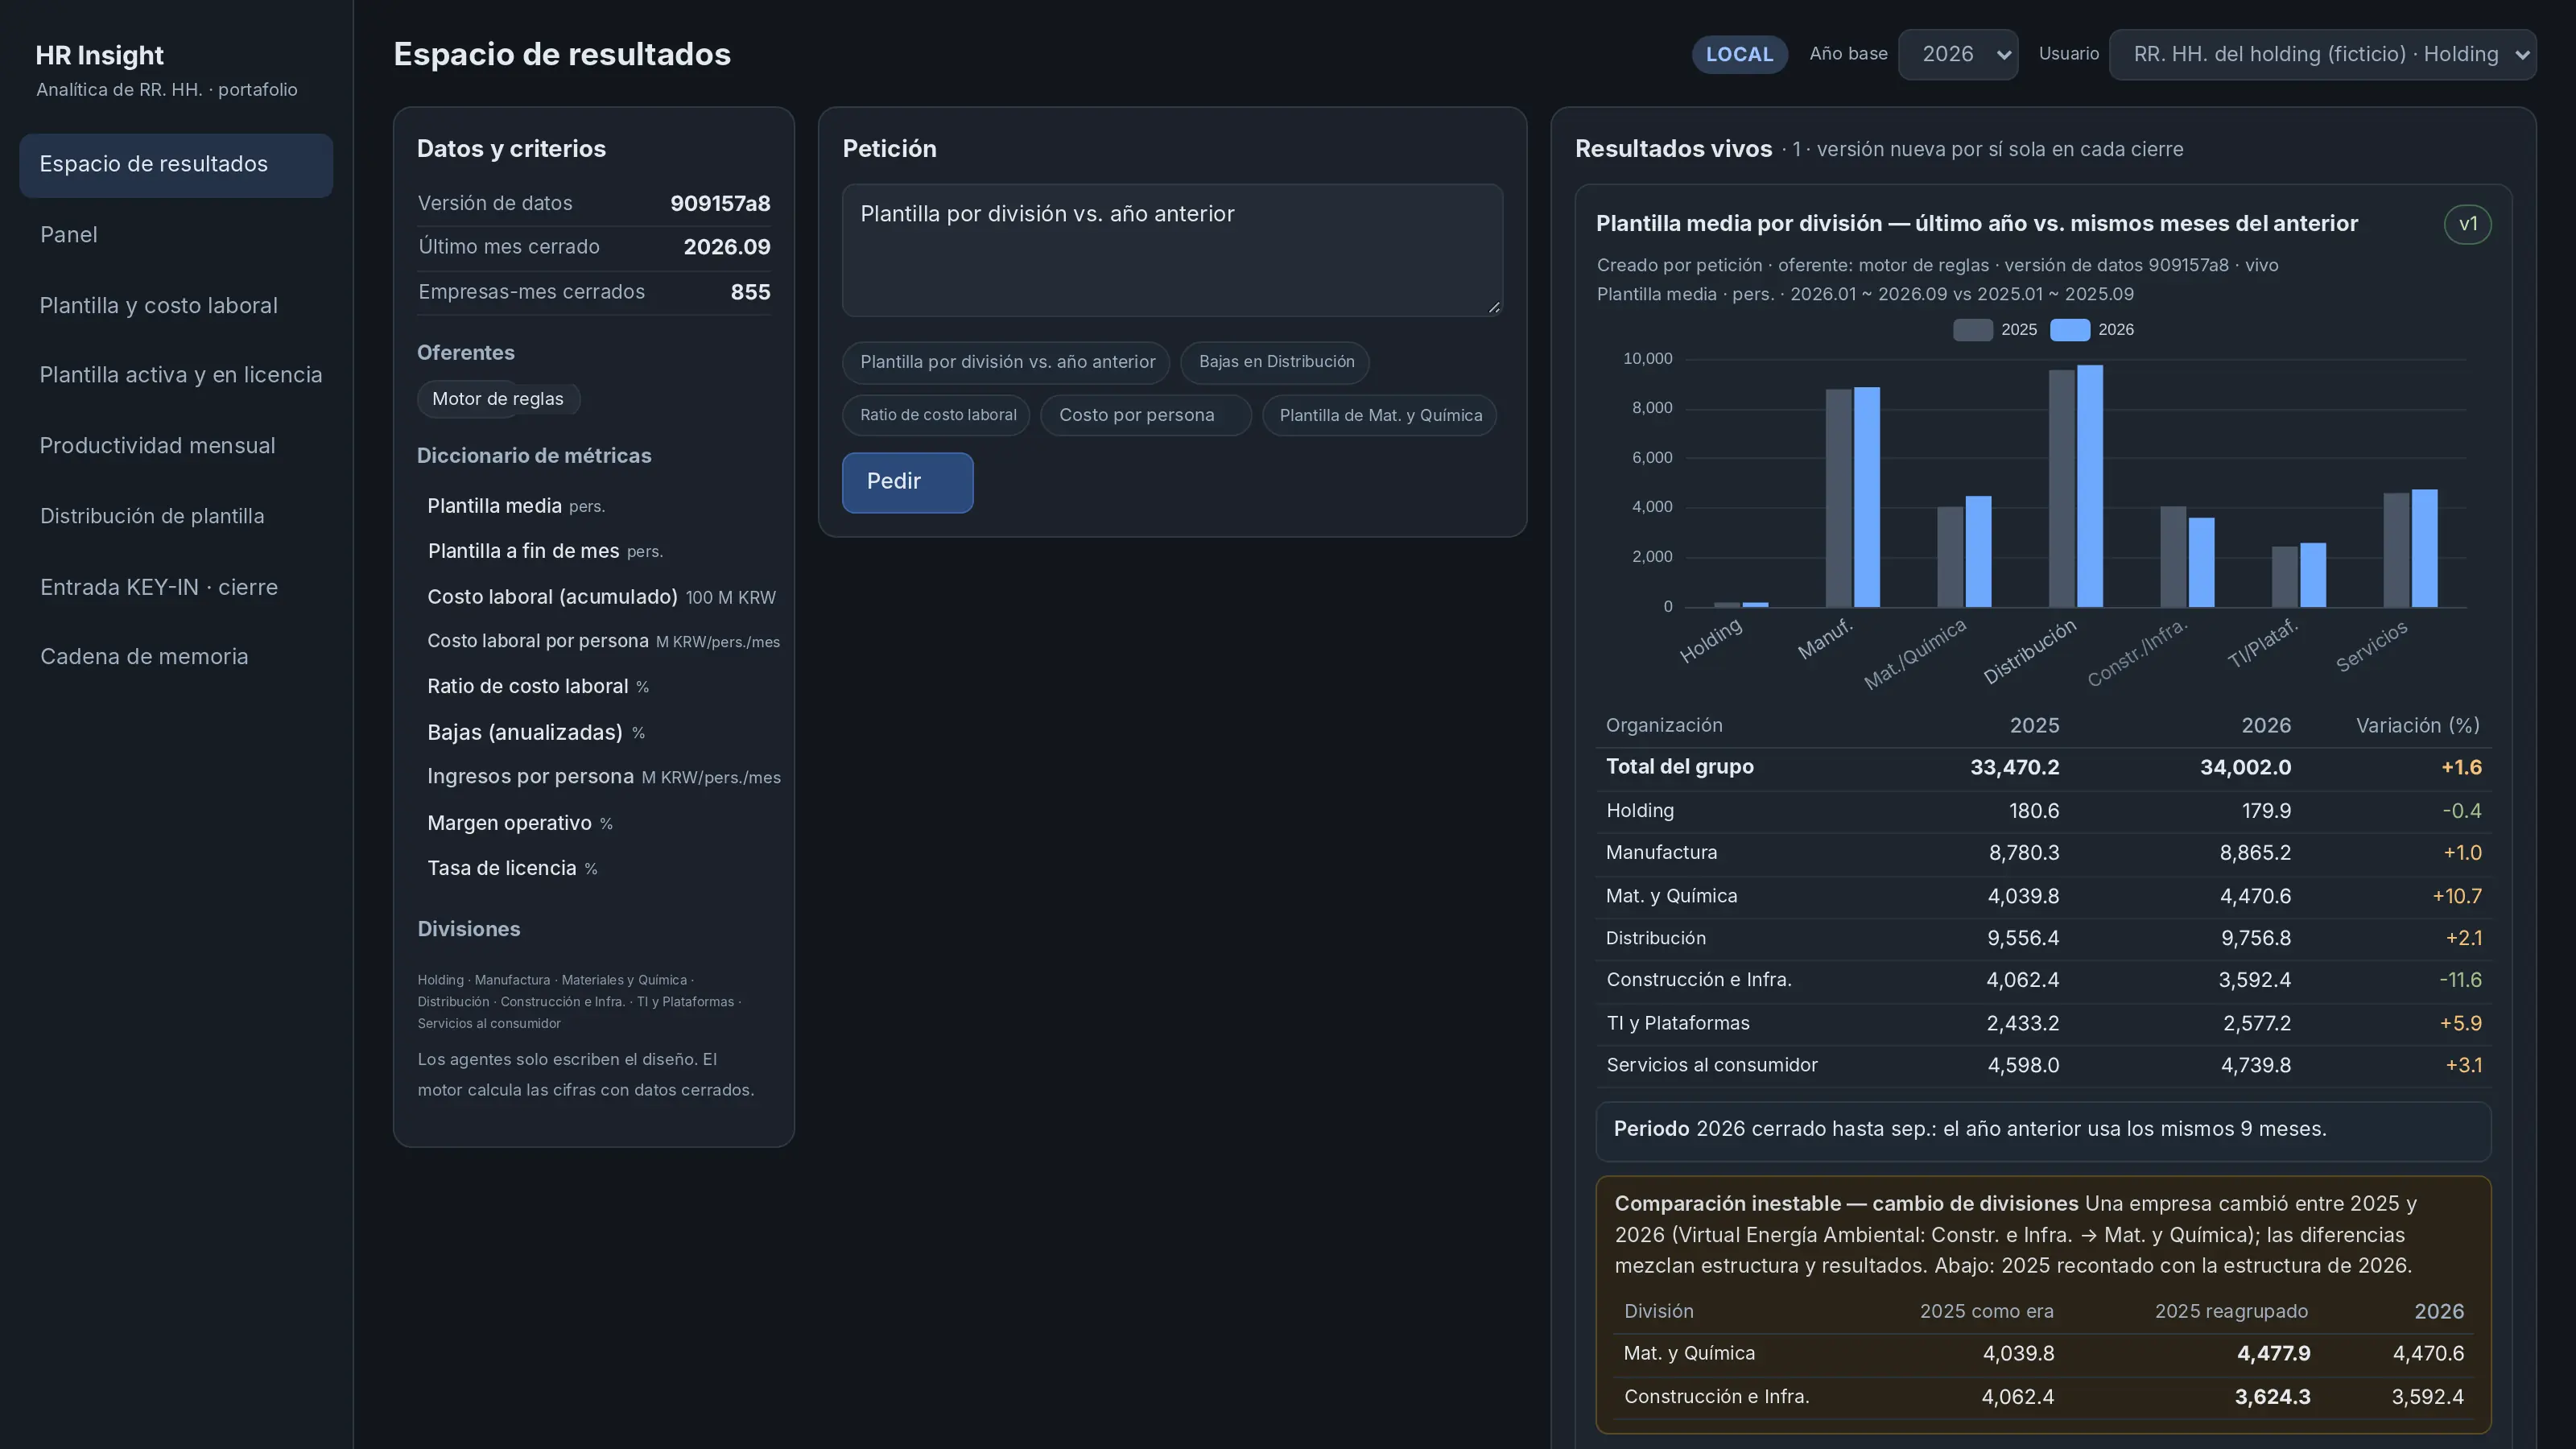 HR Insight
Analítica de RR. HH. · portafolio
Espacio de resultados
Panel
Plantilla y costo laboral
Plantilla activa y en licencia
Productividad mensual
Distribución de plantilla
Entrada KEY-IN · cierre
Cadena de memoria
Espacio de resultados
LOCAL Año base 2026 Usuario RR. HH. del holding (ficticio) · Holding
Datos y criterios
Versión de datos 909157a8
Último mes cerrado 2026.09
Empresas-mes cerrados 855
Oferentes
Motor de reglas
Diccionario de métricas
Plantilla media pers.
Plantilla a fin de mes pers.
Costo laboral (acumulado) 100 M KRW
Costo laboral por persona M KRW/pers./mes
Ratio de costo laboral %
Bajas (anualizadas) %
Ingresos por persona M KRW/pers./mes
Margen operativo %
Tasa de licencia %
Divisiones
Holding · Manufactura · Materiales y Química ·
Distribución · Construcción e Infra. · TI y Plataformas ·
Servicios al consumidor
Los agentes solo escriben el diseño. El
motor calcula las cifras con datos cerrados.
Petición
Plantilla por división vs. año anterior
Plantilla por división vs. año anterior Bajas en Distribución
Ratio de costo laboral Costo por persona Plantilla de Mat. y Química
Pedir
Resultados vivos · 1 · versión nueva por sí sola en cada cierre
Plantilla media por división — último año vs. mismos meses del anterior v1
Creado por petición · oferente: motor de reglas · versión de datos 909157a8 · vivo
Plantilla media · pers. · 2026.01 ~ 2026.09 vs 2025.01 ~ 2025.09
2025 2026
10,000
8,000
6,000
4,000
2,000
0
Holding Manuf. Mat./Química Distribución Constr./Infra. TI/Plataf. Servicios
Organización 2025 2026 Variación (%)
Total del grupo 33,470.2 34,002.0 +1.6
Holding 180.6 179.9 -0.4
Manufactura 8,780.3 8,865.2 +1.0
Mat. y Química 4,039.8 4,470.6 +10.7
Distribución 9,556.4 9,756.8 +2.1
Construcción e Infra. 4,062.4 3,592.4 -11.6
TI y Plataformas 2,433.2 2,577.2 +5.9
Servicios al consumidor 4,598.0 4,739.8 +3.1
Periodo 2026 cerrado hasta sep.: el año anterior usa los mismos 9 meses.
Comparación inestable — cambio de divisiones Una empresa cambió entre 2025 y
2026 (Virtual Energía Ambiental: Constr. e Infra. → Mat. y Química); las diferencias
mezclan estructura y resultados. Abajo: 2025 recontado con la estructura de 2026.
División 2025 como era 2025 reagrupado 2026
Mat. y Química 4,039.8 4,477.9 4,470.6
Construcción e Infra. 4,062.4 3,624.3 3,592.4